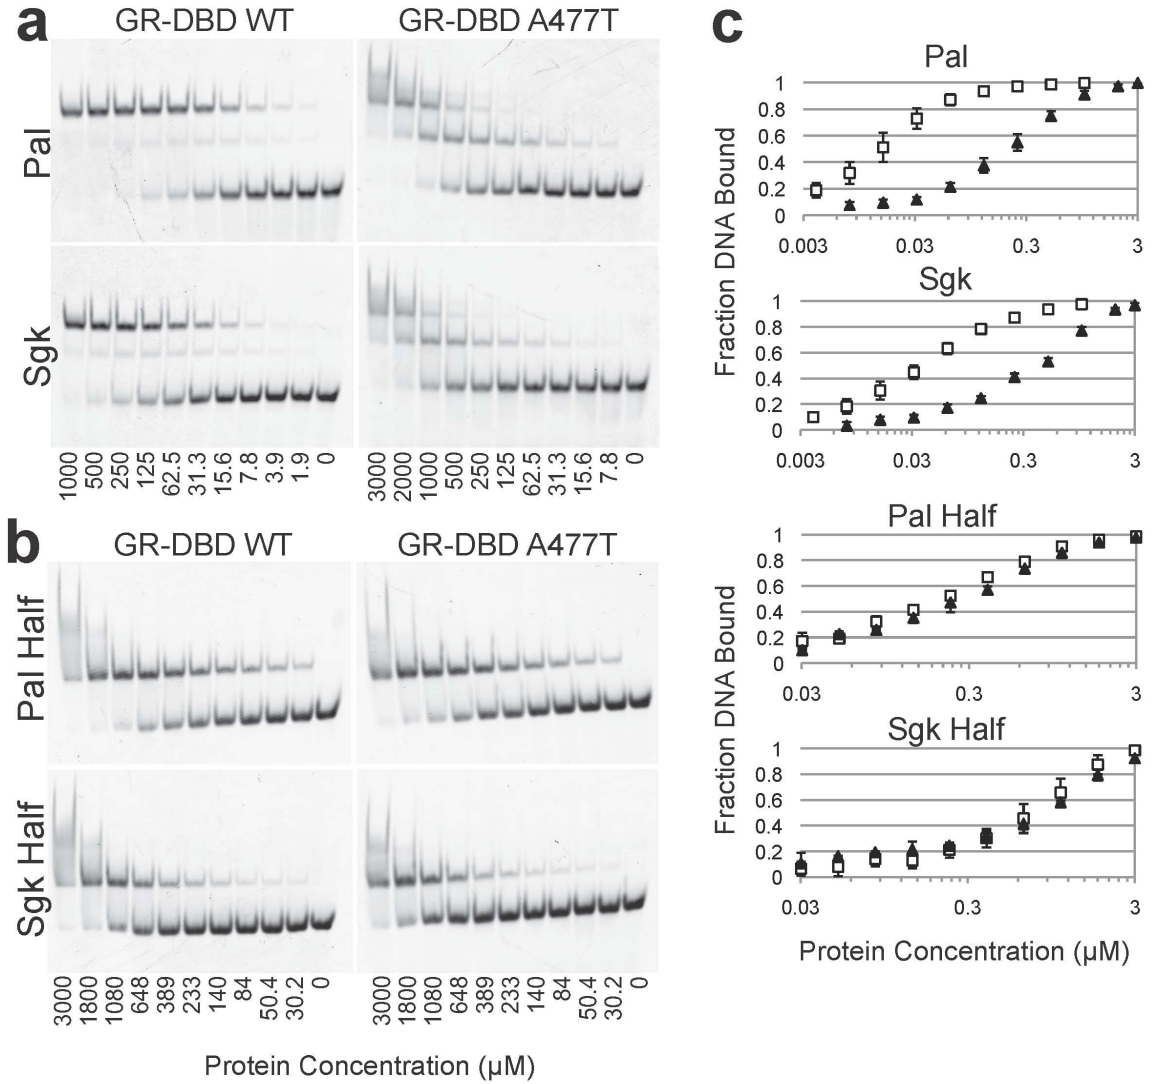 a
GR-DBD WT
GR-DBD A477T
Pal
Sgk
1000 500 250 125 62.5 31.3 15.6 7.8 3.9 1.9 0
3000 2000 1000 500 250 125 62.5 31.3 15.6 7.8 0
b
GR-DBD WT
GR-DBD A477T
Pal Half
Sgk Half
3000 1800 1080 648 389 233 140 84 50.4 30.2 0
3000 1800 1080 648 389 233 140 84 50.4 30.2 0
Protein Concentration (µM)
c
Pal
1
0.8
0.6
0.4
0.2
0
0.003 0.03 0.3 3
Fraction DNA Bound
Sgk
1
0.8
0.6
0.4
0.2
0
0.003 0.03 0.3 3
Pal Half
1
0.8
0.6
0.4
0.2
0
0.03 0.3 3
Fraction DNA Bound
Sgk Half
1
0.8
0.6
0.4
0.2
0
0.03 0.3 3
Protein Concentration (µM)